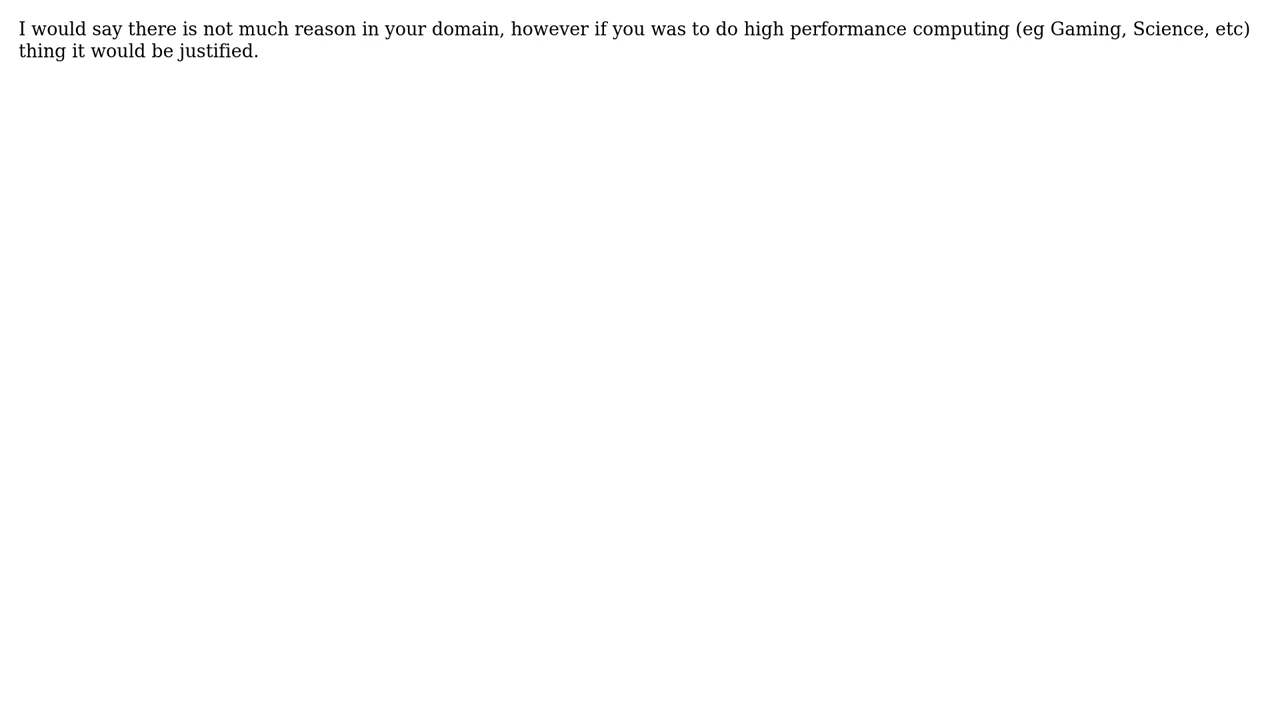 I would say there is not much reason in your domain, however if you was to do high performance computing (eg Gaming, Science, etc)
thing it would be justified.